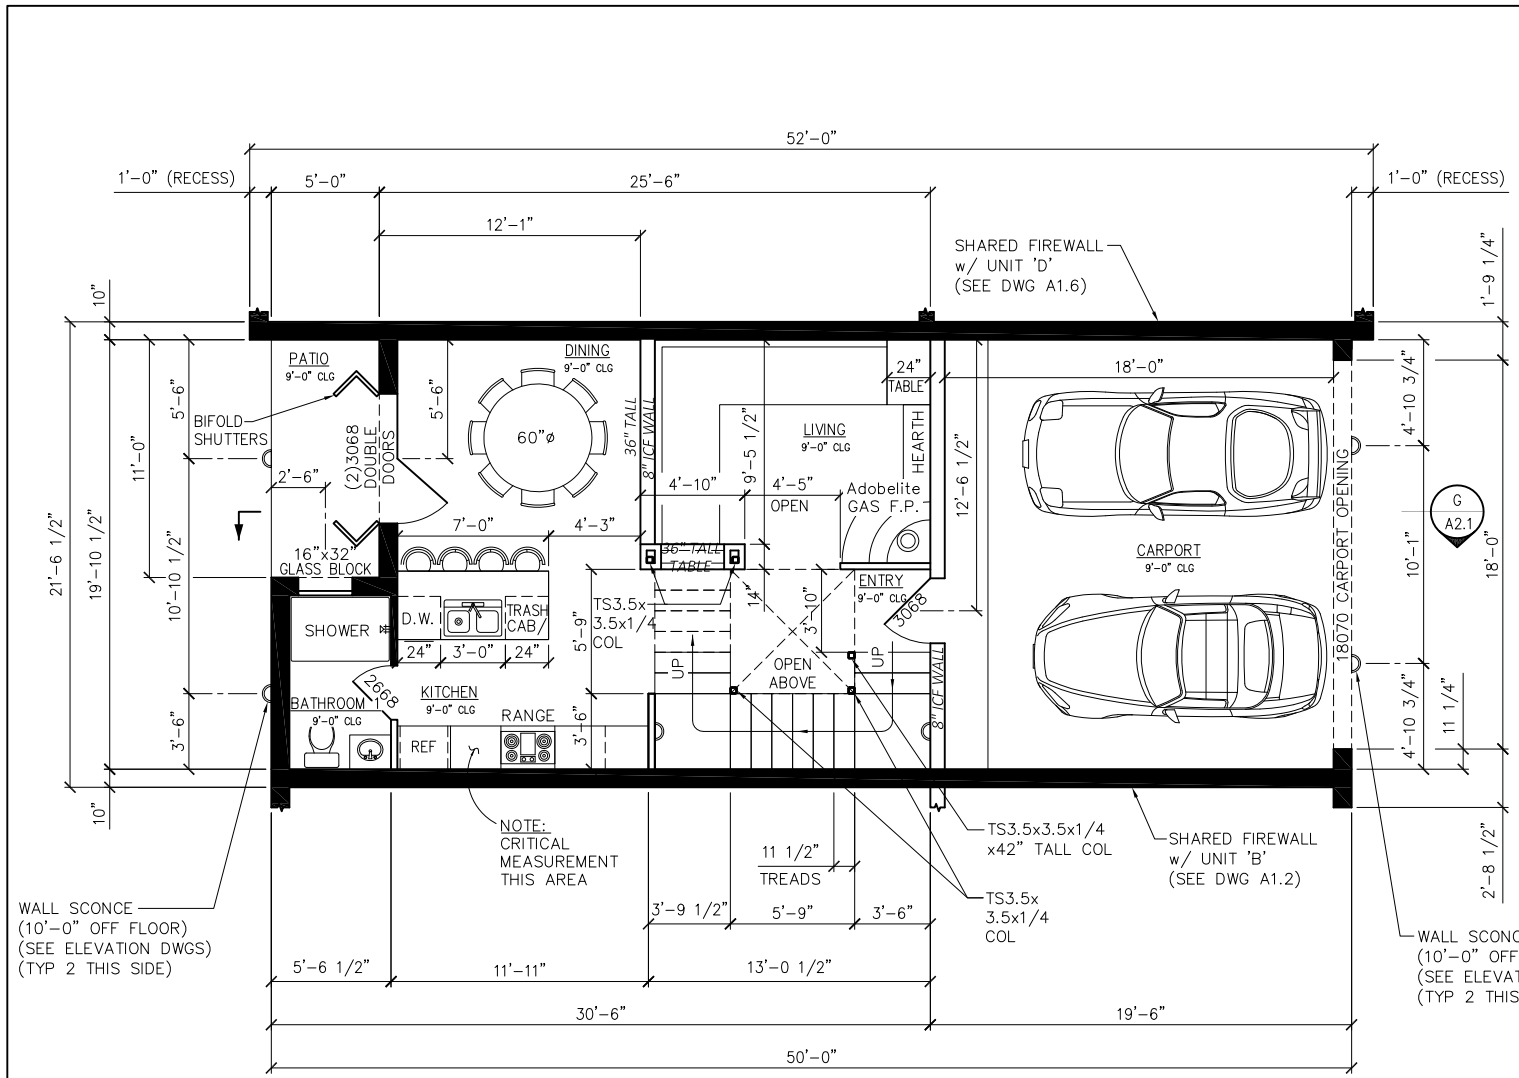 52'-0"
1'-0" (RECESS)
5'-0"
25'-6"
1'-0" (RECESS)
12'-1"
SHARED FIREWALL
w/ UNIT 'D'
(SEE DWG A1.6)
10"
1'-9 1/4"
PATIO
9'-0" CLG
DINING
9'-0" CLG
24"
TABLE
18'-0"
5'-6"
5'-6"
BIFOLD
SHUTTERS
11'-0"
2'-6"
(2)3068
DOUBLE
DOORS
60"ø
36" TALL
8" ICF WALL
9'-5 1/2"
LIVING
9'-0" CLG
HEARTH
4'-10 3/4"
4'-10"
4'-5"
OPEN
Adobelite
GAS F.P.
12'-6 1/2"
G
A2.1
7'-0"
4'-3"
16"x32"
GLASS BLOCK
36" TALL
TABLE
CARPORT
9'-0" CLG
18070 CARPORT OPENING
10'-1"
18'-0"
21'-6 1/2"
19'-10 1/2"
10'-10 1/2"
ENTRY
9'-0" CLG
14"
3'-10"
3068
SHOWER
D.W.
TRASH
CAB/
TS3.5x
3.5x1/4
COL
5'-9"
24"
3'-0"
24"
UP
OPEN
ABOVE
UP
2668
KITCHEN
9'-0" CLG
BATHROOM 1
9'-0" CLG
3'-6"
REF
RANGE
3'-6"
8" ICF WALL
4'-10 3/4"
11 1/4"
10"
NOTE:
CRITICAL
MEASUREMENT
THIS AREA
11 1/2"
TREADS
TS3.5x3.5x1/4
x42" TALL COL
SHARED FIREWALL
w/ UNIT 'B'
(SEE DWG A1.2)
2'-8 1/2"
WALL SCONCE
(10'-0" OFF FLOOR)
(SEE ELEVATION DWGS)
(TYP 2 THIS SIDE)
3'-9 1/2"
5'-9"
3'-6"
TS3.5x
3.5x1/4
COL
WALL SCONC
(10'-0" OFF
(SEE ELEVAT
(TYP 2 THIS
5'-6 1/2"
11'-11"
13'-0 1/2"
30'-6"
19'-6"
50'-0"